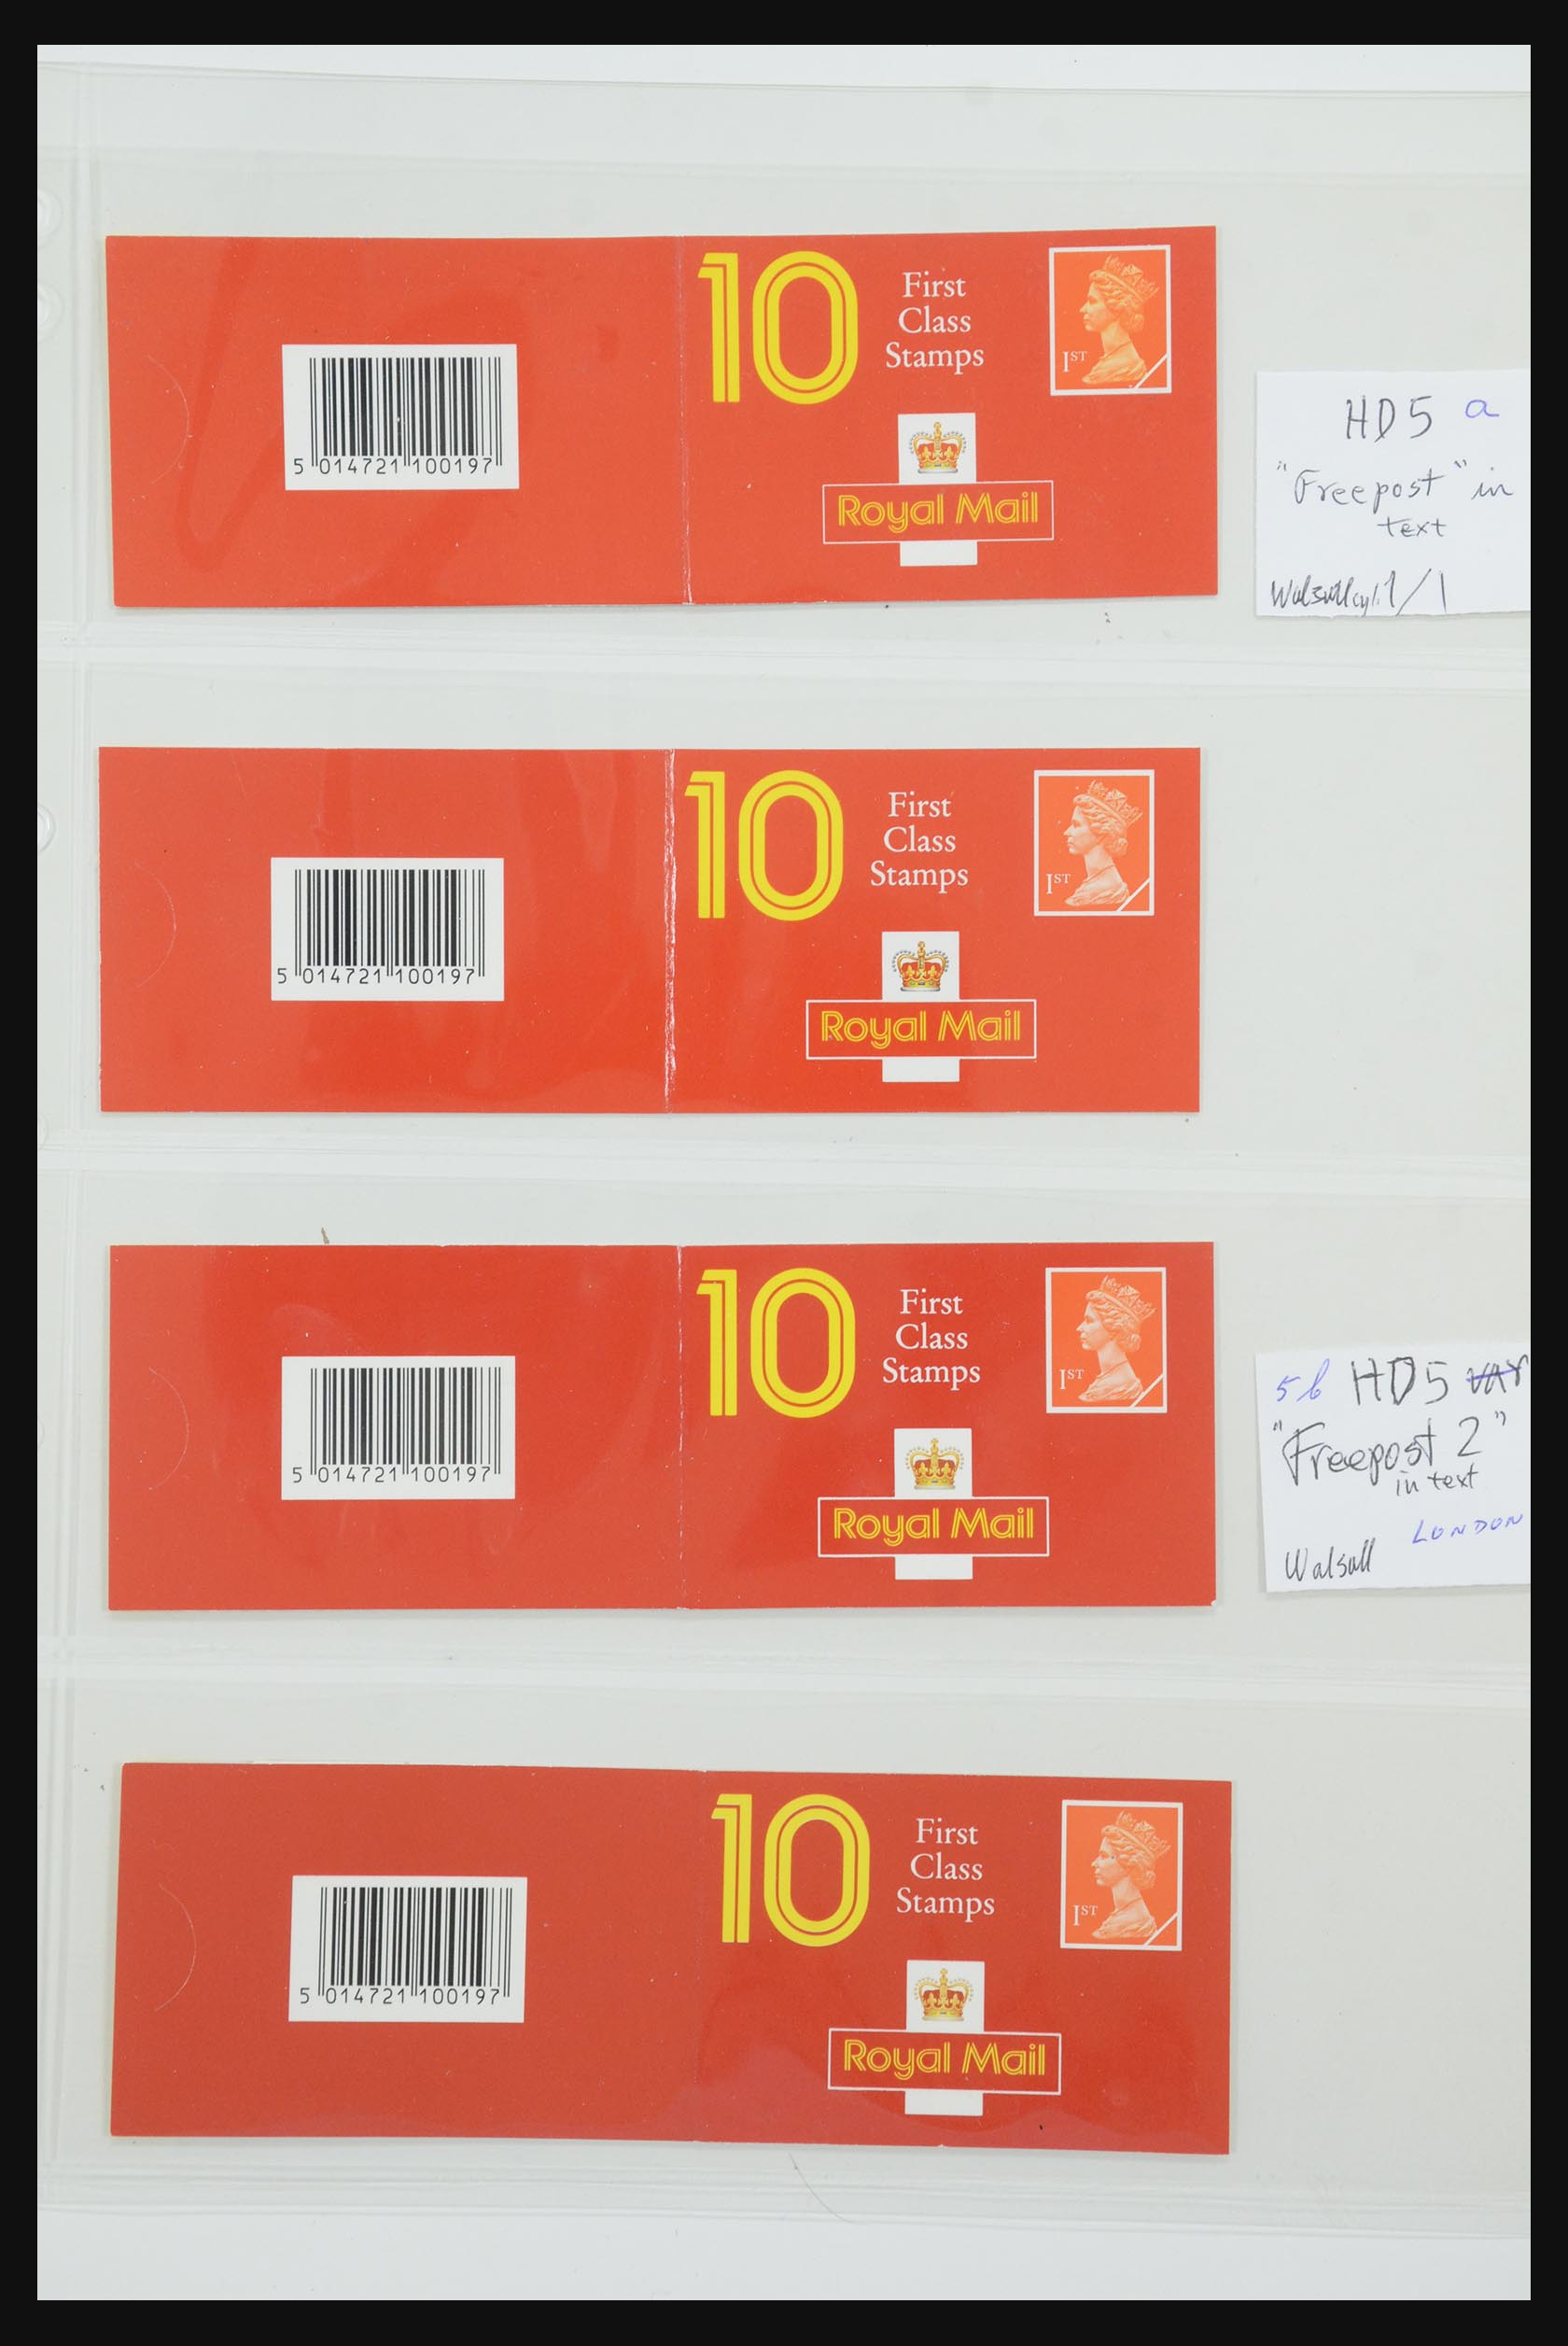 10
First
Class
Stamps
1ST
5 014721 100197
Royal Mail
HD5 a
"Freepost" in
text
1/1
10
First
Class
Stamps
1ST
5 014721 100197
Royal Mail
10
First
Class
Stamps
1ST
5 014721 100197
Royal Mail
5b HD5 var
"Freepost 2"
in text
LONDON
Walsall
10
First
Class
Stamps
1ST
5 014721 100197
Royal Mail